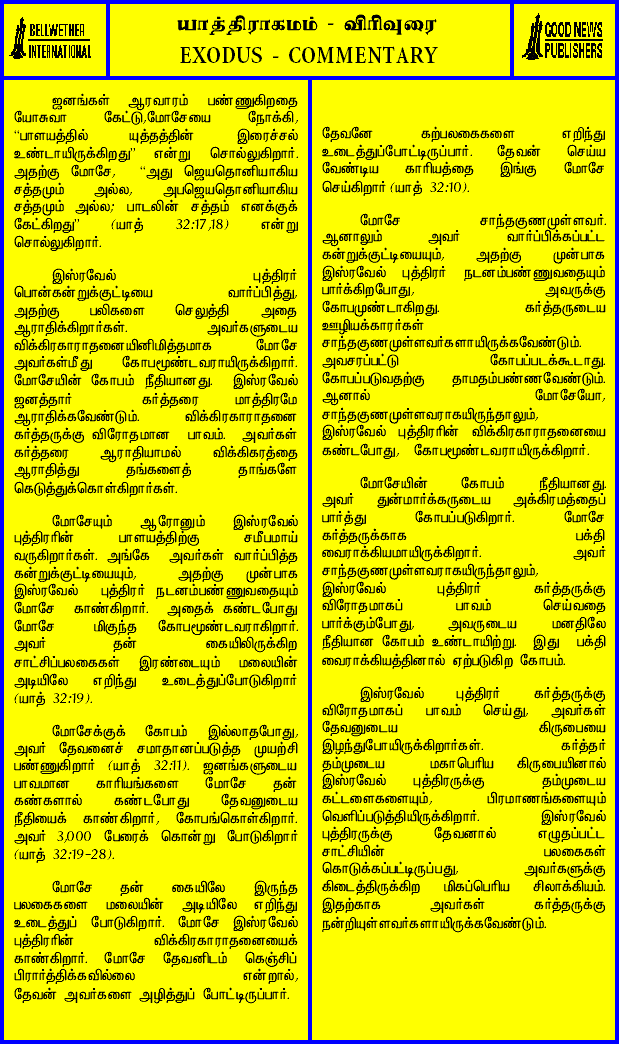 BELLWETHER
INTERNATIONAL
யாத்திராகமம் - விரிவுரை
EXODUS - COMMENTARY
GOOD NEWS
PUBLISHERS
ஜனங்கள் ஆரவாரம் பண்ணுகிறதை
யோசுவா கேட்டு,மோசேயை நோக்கி,
“பாளயத்தில் யுத்தத்தின் இரைச்சல்
உண்டாயிருக்கிறது” என்று சொல்லுகிறார்.
அதற்கு மோசே, “அது ஜெயதொனியாகிய
சத்தமும் அல்ல, அபஜெயதொனியாகிய
சத்தமும் அல்ல; பாடலின் சத்தம் எனக்குக்
கேட்கிறது” (யாத் 32:17,18) என்று
சொல்லுகிறார்.
இஸ்ரவேல் புத்திரர்
பொன்கன்றுக்குட்டியை வார்ப்பித்து,
அதற்கு பலிகளை செலுத்தி அதை
ஆராதிக்கிறார்கள். அவர்களுடைய
விக்கிரகாராதனையினிமித்தமாக மோசே
அவர்கள்மீது கோபமூண்டவராயிருக்கிறார்.
மோசேயின் கோபம் நீதியானது. இஸ்ரவேல்
ஜனத்தார் கர்த்தரை மாத்திரமே
ஆராதிக்கவேண்டும். விக்கிரகாராதனை
கர்த்தருக்கு விரோதமான பாவம். அவர்கள்
கர்த்தரை ஆராதியாமல் விக்கிகரத்தை
ஆராதித்து தங்களைத் தாங்களே
கெடுத்துக்கொள்கிறார்கள்.
மோசேயும் ஆரோனும் இஸ்ரவேல்
புத்திரரின் பாளயத்திற்கு சமீபமாய்
வருகிறார்கள். அங்கே அவர்கள் வார்ப்பித்த
கன்றுக்குட்டியையும், அதற்கு முன்பாக
இஸ்ரவேல் புத்திரர் நடனம்பண்ணுவதையும்
மோசே காண்கிறார். அதைக் கண்டபோது
மோசே மிகுந்த கோபமூண்டவராகிறார்.
அவர் தன் கையிலிருக்கிற
சாட்சிப்பலகைகள் இரண்டையும் மலையின்
அடியிலே எறிந்து உடைத்துப்போடுகிறார்
(யாத் 32:19).
மோசேக்குக் கோபம் இல்லாதபோது,
அவர் தேவனைச் சமாதானப்படுத்த முயற்சி
பண்ணுகிறார் (யாத் 32:11). ஜனங்களுடைய
பாவமான காரியங்களை மோசே தன்
கண்களால் கண்டபோது தேவனுடைய
நீதியைக் காண்கிறார், கோபங்கொள்கிறார்.
அவர் 3,000 பேரைக் கொன்று போடுகிறார்
(யாத் 32:19-28).
மோசே தன் கையிலே இருந்த
பலகைகளை மலையின் அடியிலே எறிந்து
உடைத்துப் போடுகிறார். மோசே இஸ்ரவேல்
புத்திரரின் விக்கிரகாராதனையைக்
காண்கிறார். மோசே தேவனிடம் கெஞ்சிப்
பிரார்த்திக்கவில்லை என்றால்,
தேவன் அவர்களை அழித்துப் போட்டிருப்பார்.
தேவனே கற்பலகைகளை எறிந்து
உடைத்துப்போட்டிருப்பார். தேவன் செய்ய
வேண்டிய காரியத்தை இங்கு மோசே
செய்கிறார் (யாத் 32:10).
மோசே சாந்தகுணமுள்ளவர்.
ஆனாலும் அவர் வார்ப்பிக்கப்பட்ட
கன்றுக்குட்டியையும், அதற்கு முன்பாக
இஸ்ரவேல் புத்திரர் நடனம்பண்ணுவதையும்
பார்க்கிறபோது, அவருக்கு
கோபமுண்டாகிறது. கர்த்தருடைய
ஊழியக்காரர்கள்
சாந்தகுணமுள்ளவர்களாயிருக்கவேண்டும்.
அவசரப்பட்டு கோபப்படக்கூடாது.
கோபப்படுவதற்கு தாமதம்பண்ணவேண்டும்.
ஆனால் மோசேயோ,
சாந்தகுணமுள்ளவராகயிருந்தாலும்,
இஸ்ரவேல் புத்திரரின் விக்கிரகாராதனையை
கண்டபோது, கோபமூண்டவராயிருக்கிறார்.
மோசேயின் கோபம் நீதியானது.
அவர் துன்மார்க்கருடைய அக்கிரமத்தைப்
பார்த்து கோபப்படுகிறார். மோசே
கர்த்தருக்காக பக்தி
வைராக்கியமாயிருக்கிறார். அவர்
சாந்தகுணமுள்ளவராகயிருந்தாலும்,
இஸ்ரவேல் புத்திரர் கர்த்தருக்கு
விரோதமாகப் பாவம் செய்வதை
பார்க்கும்போது. அவருடைய மனதிலே
நீதியான கோபம் உண்டாயிற்று. இது பக்தி
வைராக்கியத்தினால் ஏற்படுகிற கோபம்.
இஸ்ரவேல் புத்திரர் கர்த்தருக்கு
விரோதமாகப் பாவம் செய்து, அவர்கள்
தேவனுடைய கிருபையை
இழந்துபோயிருக்கிறார்கள். கர்த்தர்
தம்முடைய மகாபெரிய கிருபையினால்
இஸ்ரவேல் புத்திரருக்கு தம்முடைய
கட்டளைகளையும், பிரமாணங்களையும்
வெளிப்படுத்தியிருக்கிறார். இஸ்ரவேல்
புத்திரருக்கு தேவனால் எழுதப்பட்ட
சாட்சியின் பலகைகள்
கொடுக்கப்பட்டிருப்பது, அவர்களுக்கு
கிடைத்திருக்கிற மிகப்பெரிய சிலாக்கியம்.
இதற்காக அவர்கள் கர்த்தருக்கு
நன்றியுள்ளவர்களாயிருக்கவேண்டும்.